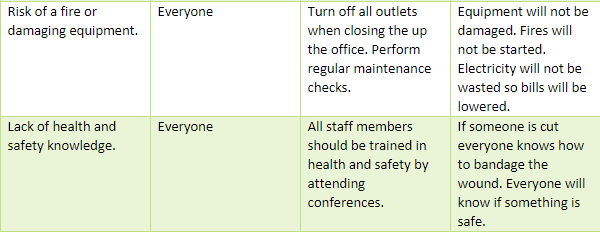 Risk of a fire or
damaging equipment.
Everyone
Turn off all outlets
when closing the up
the office. Perform
regular maintenance
checks.
Equipment will not be
damaged. Fires will
not be started.
Electricity will not be
wasted so bills will be
lowered.
Lack of health and
safety knowledge.
Everyone
All staff members
should be trained in
health and safety by
attending
conferences.
If someone is cut
everyone knows how
to bandage the
wound. Everyone will
know if something is
safe.